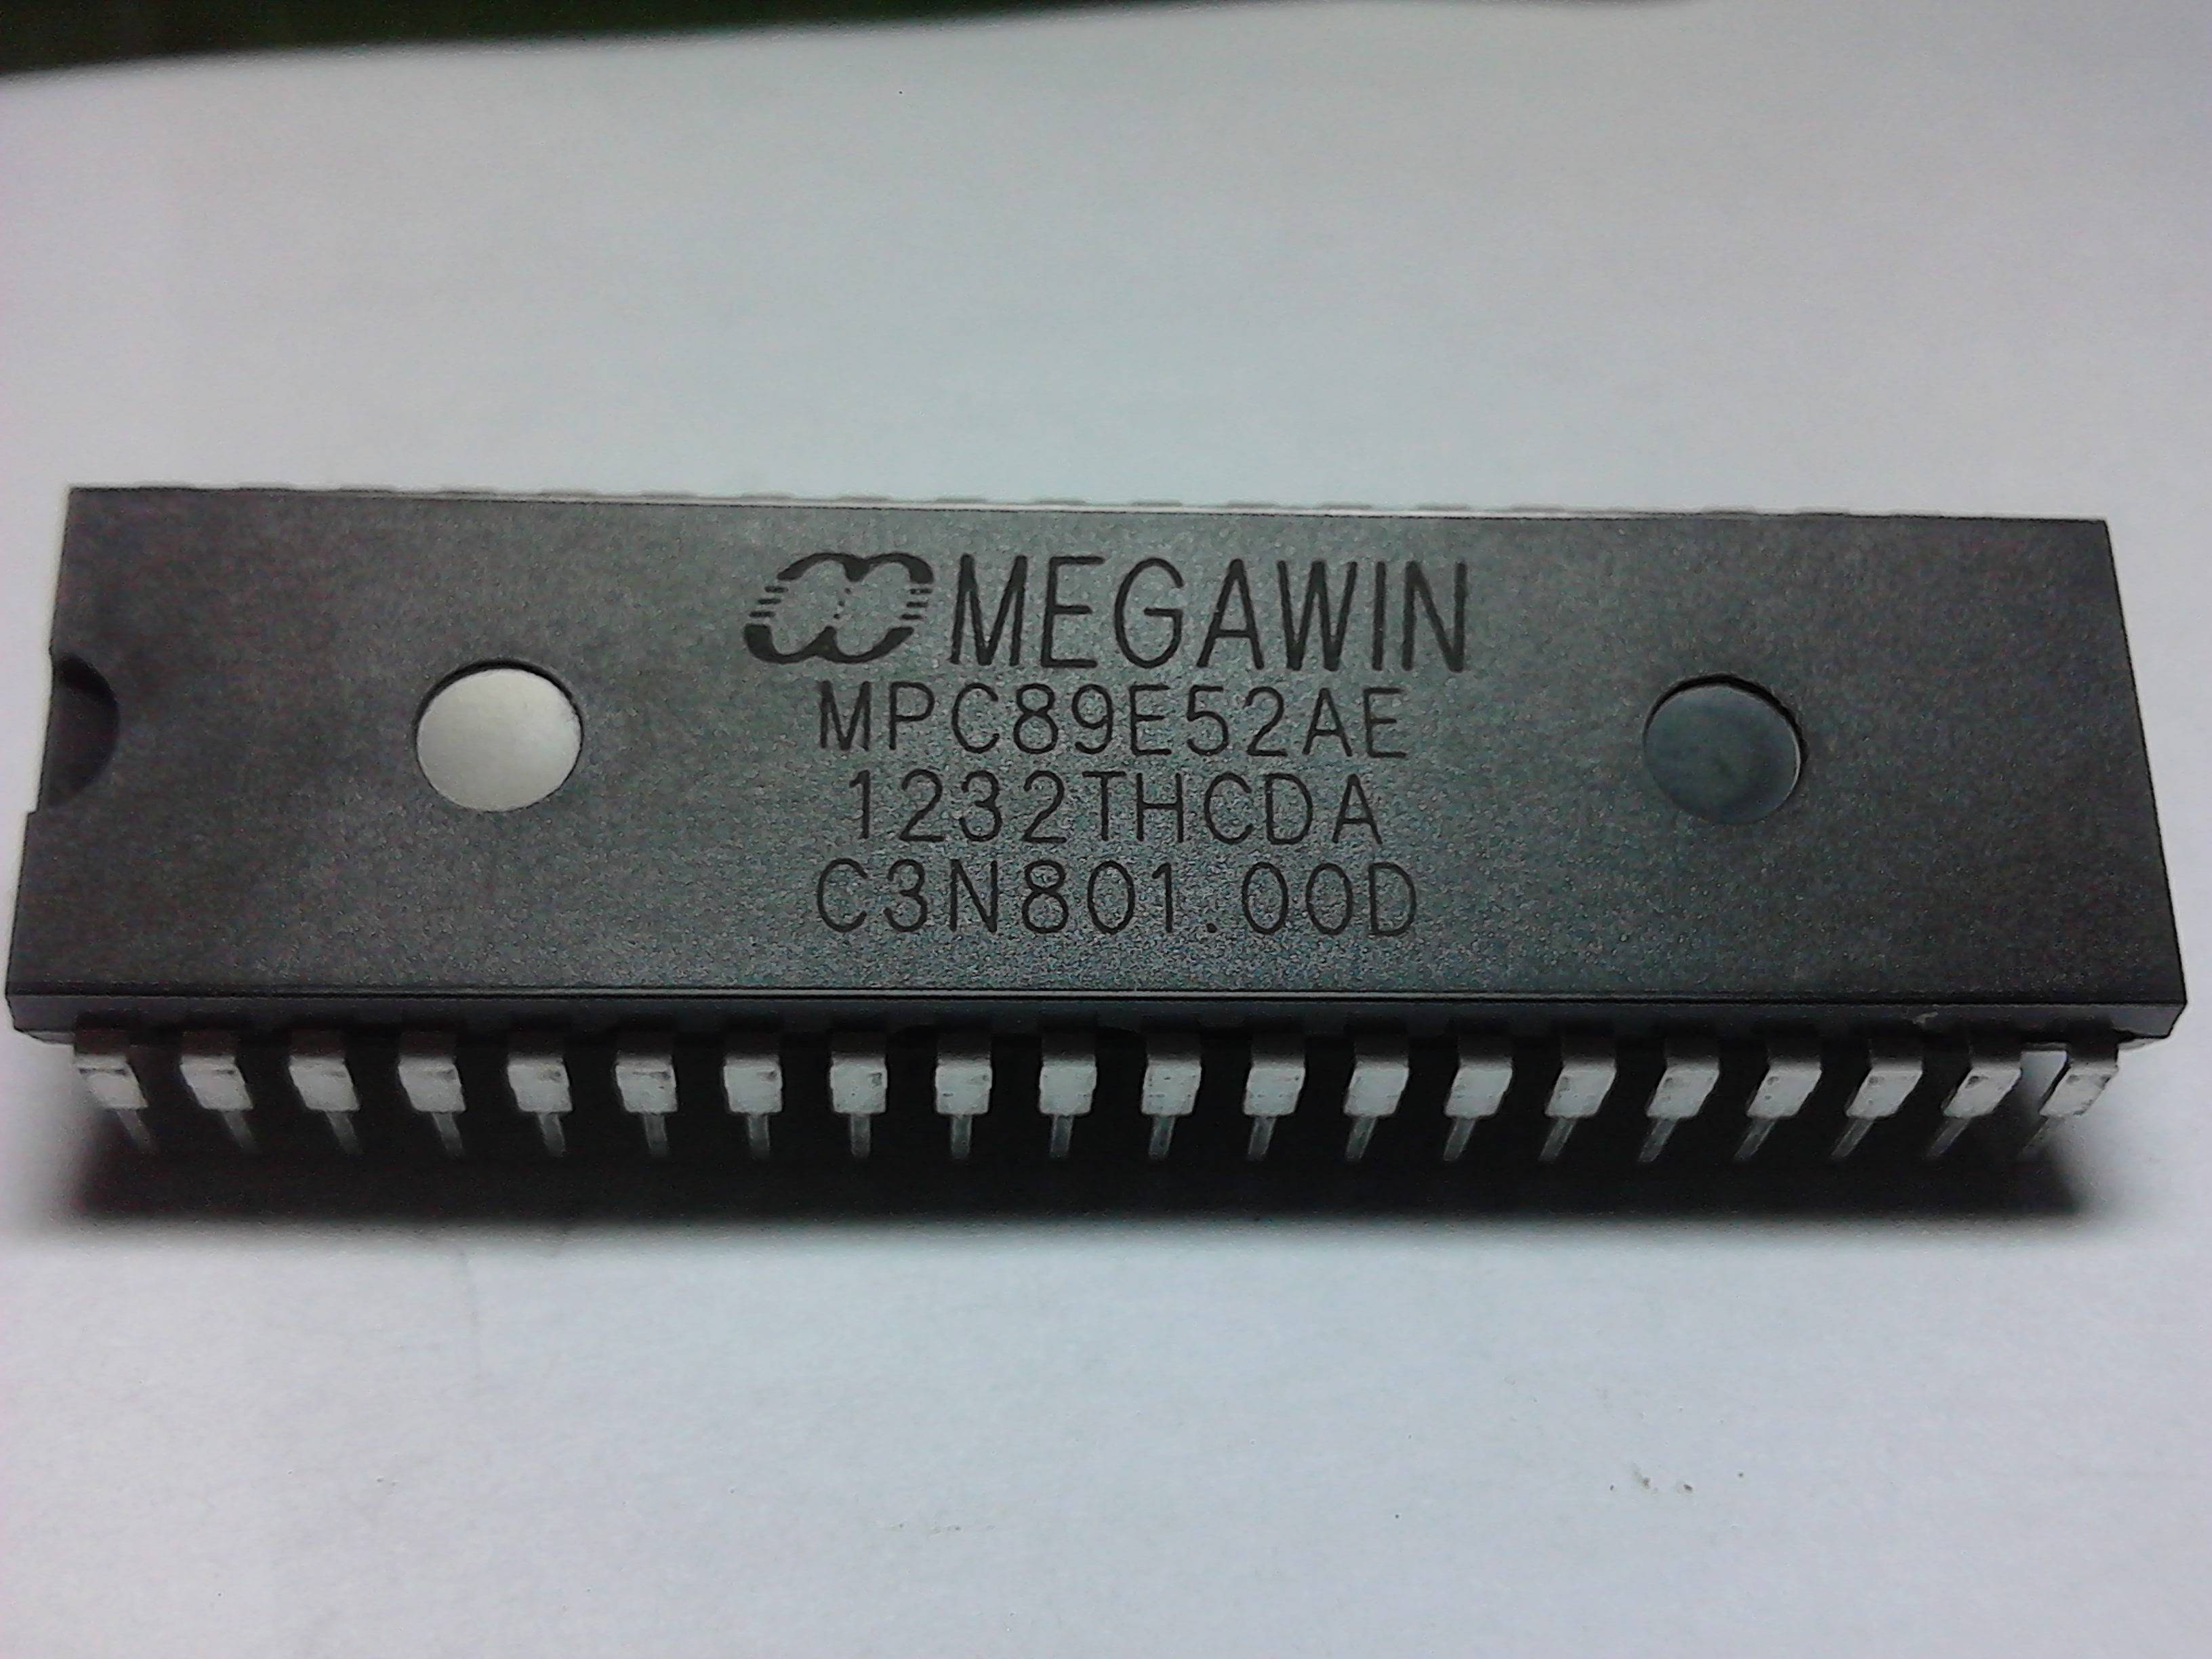 MEGAWIN
MPC89E52AE
1232THCDA
C3N801.00D